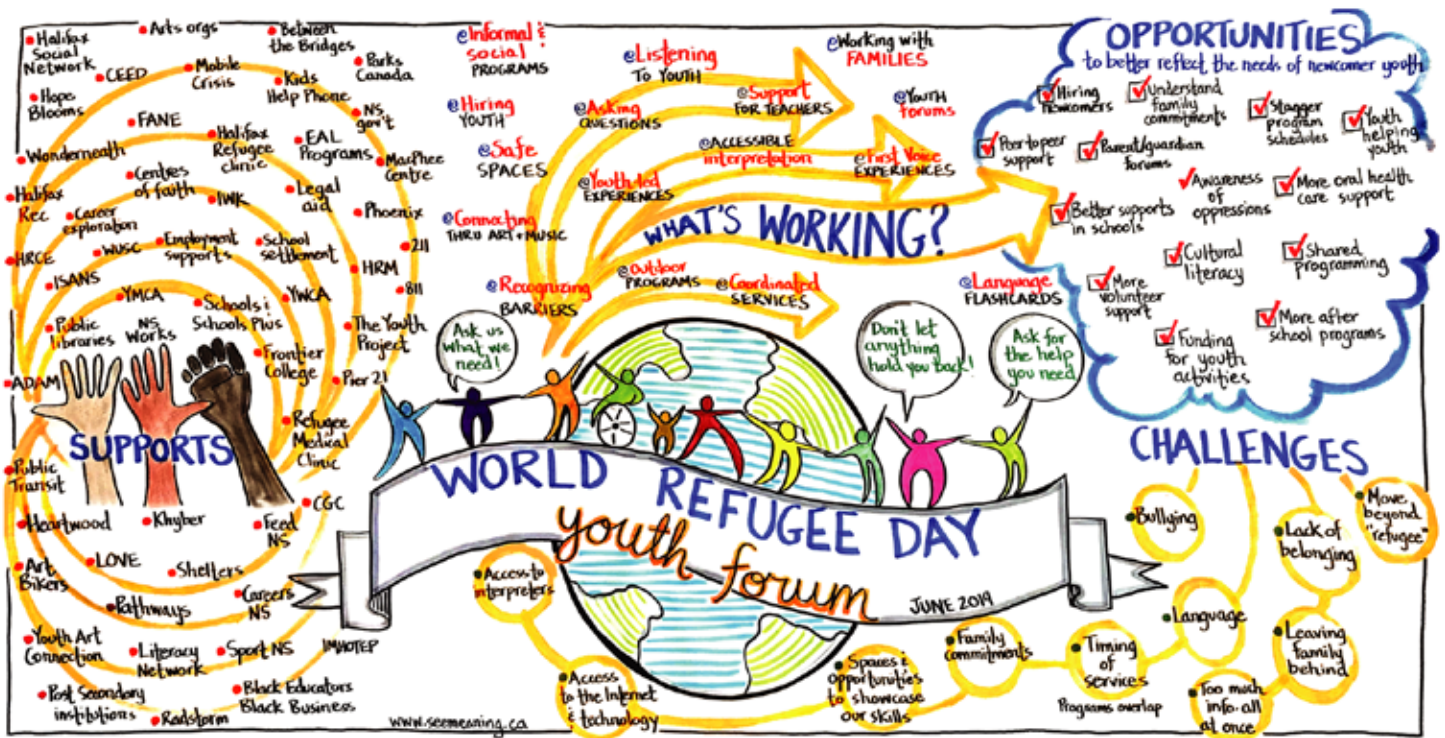 Halifax
Social
Network
Arts orgs
Between
the Bridges
Parks
Canada
CEED
Mobile
Crisis
Kids
Help Phone
Hope
Blooms
NS
gov't
FANE
Halifax
Refugee
clinic
EAL
Programs
Wonderneath
MacPhee
Centre
Centres
of faith
Halifax
Rec
Career
exploration
IWK
Legal
aid
Phoenix
HRCE
WUSC
Employment
supports
School
settlement
211
ISANS
HRM
811
YMCA
Schools &
Schools Plus
YWCA
Public
libraries
NS
Works
The Youth
Project
Frontier
College
ADAM
Pier 21
SUPPORTS
Refugee
Medical
Clinic
Public
Transit
CGC
Heartwood
Khyber
Feed
NS
Art
Bikers
LOVE
Shelters
Pathways
Careers
NS
Youth Art
Connection
Literacy
Network
Sport NS
IMHOTEP
Post Secondary
institutions
Radstorm
Black Educators
Black Business
www.seemeaning.ca
@Informal &
social
PROGRAMS
@Listening
TO YOUTH
@Working with
FAMILIES
@Hiring
YOUTH
@Asking
QUESTIONS
@Support
FOR TEACHERS
@YOUTH
forums
@Safe
SPACES
@ACCESSIBLE
interpretation
@First Voice
EXPERIENCES
@Youth-led
EXPERIENCES
@Connecting
THRU ART + MUSIC
WHAT'S WORKING?
@Recognizing
BARRIERS
@Outdoor
PROGRAMS
@Coordinated
SERVICES
@Language
FLASHCARDS
Ask us
what we
need!
Don't let
anything
hold you back!
Ask for
the help
you need
WORLD REFUGEE DAY
youth forum
JUNE 2019
OPPORTUNITIES
to better reflect the needs of newcomer youth
Hiring
newcomers
Understand
family
commitments
Stagger
program
schedules
Youth
helping
youth
Peer to peer
support
Parent/guardian
forums
Awareness
of
oppressions
More oral health
care support
Better supports
in schools
Cultural
literacy
Shared
programming
More
volunteer
support
More after
school programs
Funding
for youth
activities
CHALLENGES
Bullying
Lack of
belonging
Move
beyond
"refugee"
Access to
interpreters
Language
Leaving
family
behind
Family
commitments
Timing
of
services
Programs overlap
Access
to the Internet
& technology
Spaces &
opportunities
to showcase
our skills
Too much
info. all
at once